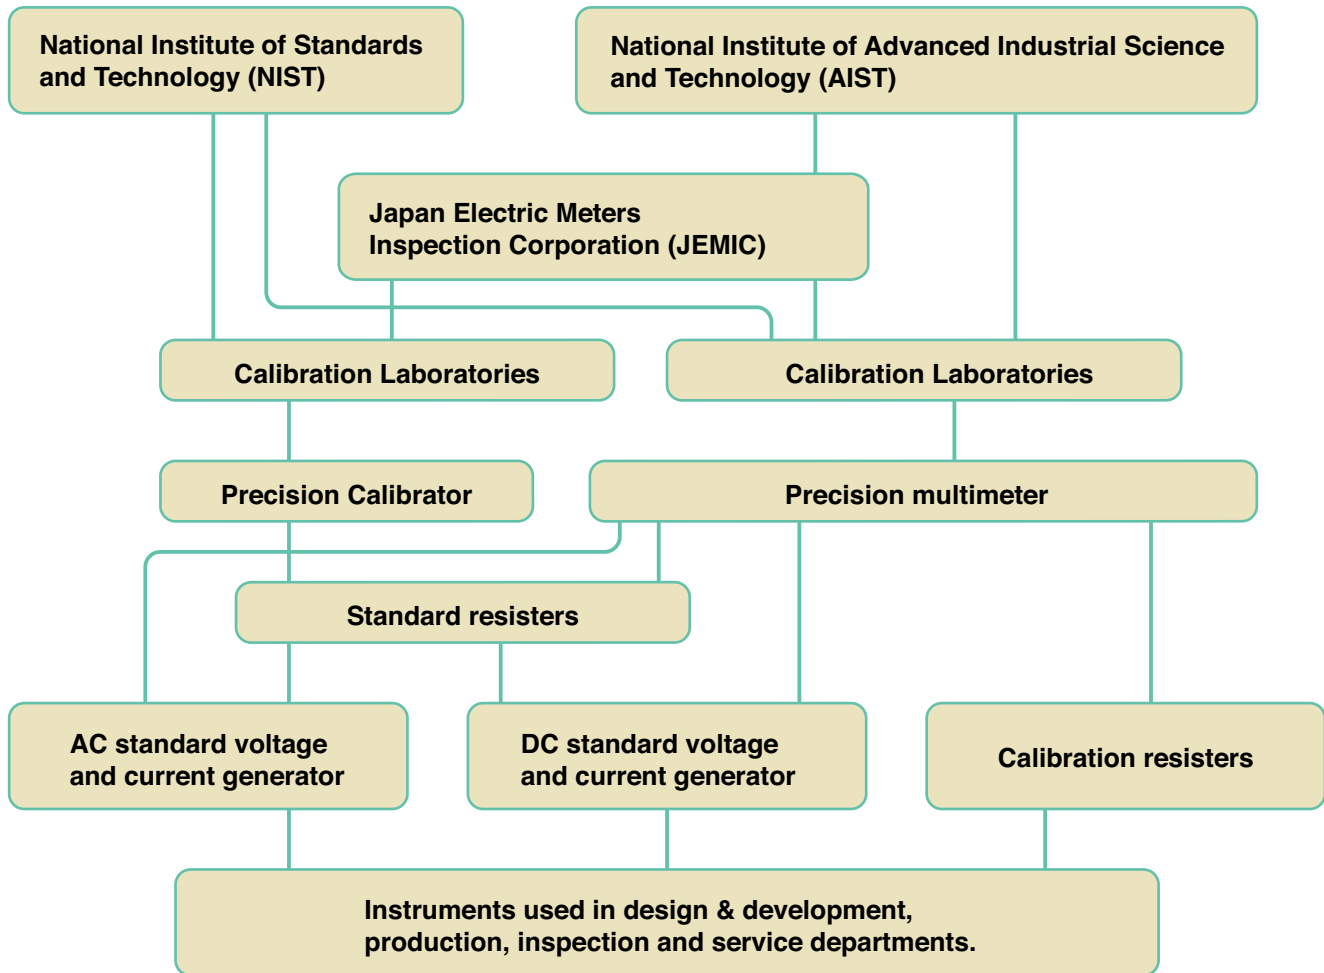 National Institute of Standards
and Technology (NIST)
National Institute of Advanced Industrial Science
and Technology (AIST)
Japan Electric Meters
Inspection Corporation (JEMIC)
Calibration Laboratories
Calibration Laboratories
Precision Calibrator
Precision multimeter
Standard resisters
AC standard voltage
and current generator
DC standard voltage
and current generator
Calibration resisters
Instruments used in design & development,
production, inspection and service departments.